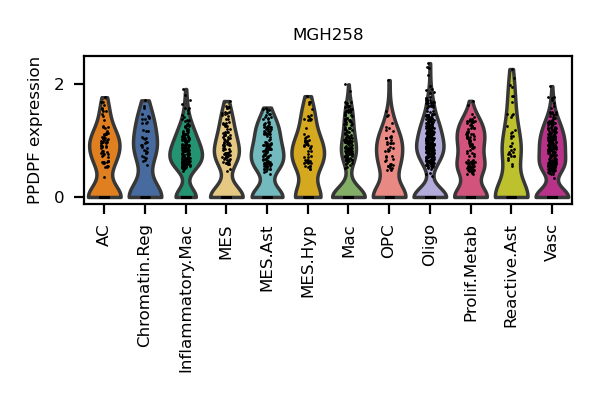 MGH258
PPDPF expression
2
0
AC
Chromatin.Reg
Inflammatory.Mac
MES
MES.Ast
MES.Hyp
Mac
OPC
Oligo
Prolif.Metab
Reactive.Ast
Vasc